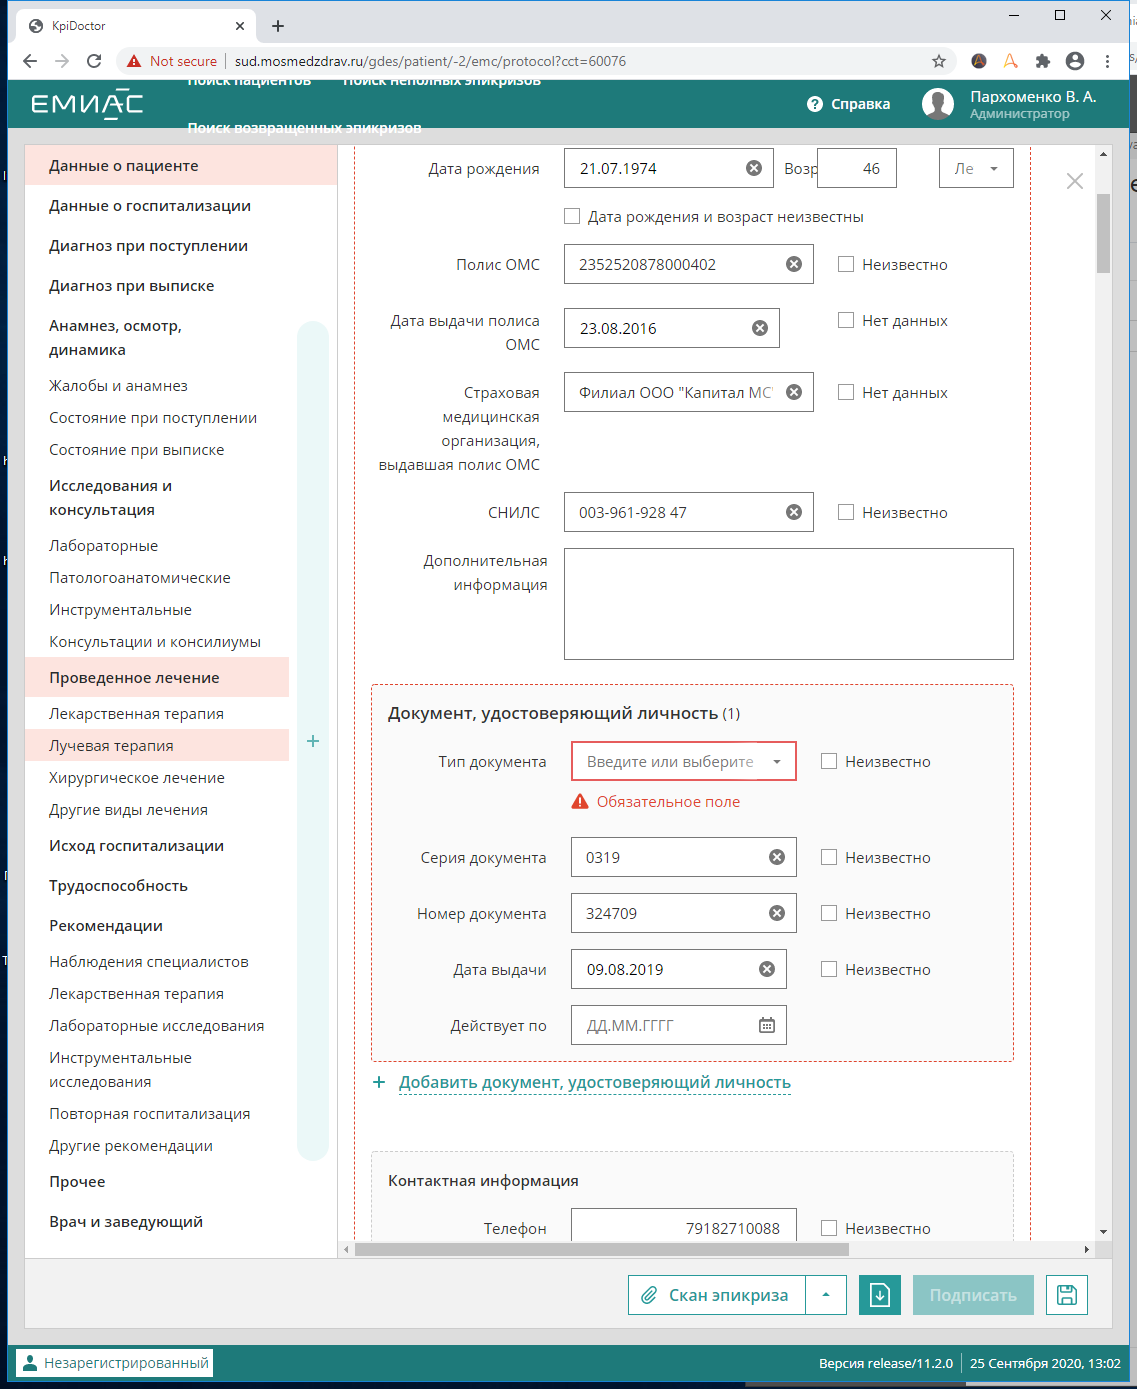 KpiDoctor
Not secure
sud.mosmedzdrav.ru/gdes/patient/-2/emc/protocol?cct=60076
ЕМИАС
Поиск пациентов
Поиск неполных эпикризов
Поиск возвращенных эпикризов
Справка
Пархоменко В. А.
Администратор
Данные о пациенте
Данные о госпитализации
Диагноз при поступлении
Диагноз при выписке
Анамнез, осмотр,
динамика
Жалобы и анамнез
Состояние при поступлении
Состояние при выписке
Исследования и
консультация
Лабораторные
Патологоанатомические
Инструментальные
Консультации и консилиумы
Проведенное лечение
Лекарственная терапия
Лучевая терапия
Хирургическое лечение
Другие виды лечения
Исход госпитализации
Трудоспособность
Рекомендации
Наблюдения специалистов
Лекарственная терапия
Лабораторные исследования
Инструментальные
исследования
Повторная госпитализация
Другие рекомендации
Прочее
Врач и заведующий
Дата рождения
21.07.1974
Возр
46
Ле
Дата рождения и возраст неизвестны
Полис ОМС
2352520878000402
Неизвестно
Дата выдачи полиса
ОМС
23.08.2016
Нет данных
Страховая
медицинская
организация,
выдавшая полис ОМС
Филиал ООО "Капитал МС"
Нет данных
СНИЛС
003-961-928 47
Неизвестно
Дополнительная
информация
Документ, удостоверяющий личность (1)
Тип документа
Введите или выберите
Неизвестно
Обязательное поле
Серия документа
0319
Неизвестно
Номер документа
324709
Неизвестно
Дата выдачи
09.08.2019
Неизвестно
Действует по
ДД.ММ.ГГГГ
Добавить документ, удостоверяющий личность
Контактная информация
Телефон
79182710088
Неизвестно
Скан эпикриза
Подписать
Незарегистрированный
Версия release/11.2.0
25 Сентября 2020, 13:02